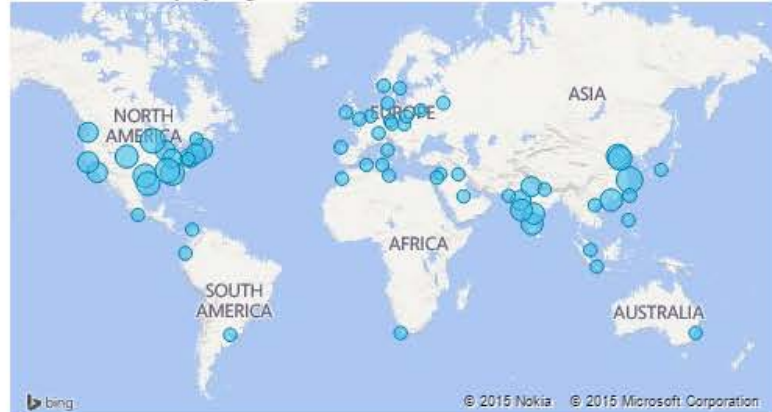 NORTH
AMERICA
EUROPE
ASIA
AFRICA
SOUTH
AMERICA
AUSTRALIA
bing
© 2015 Nokia © 2015 Microsoft Corporation